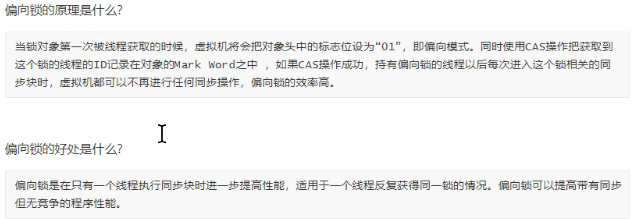 偏向锁的原理是什么?
当锁对象第一次被线程获取的时候，虚拟机将会把对象头中的标志位设为“01”，即偏向模式。同时使用CAS操作把获取到
这个锁的线程的ID记录在对象的Mark Word之中 ，如果CAS操作成功，持有偏向锁的线程以后每次进入这个锁相关的同
步块时，虚拟机都可以不再进行任何同步操作，偏向锁的效率高。
偏向锁的好处是什么?
偏向锁是在只有一个线程执行同步块时进一步提高性能，适用于一个线程反复获得同一锁的情况。偏向锁可以提高带有同步
但无竞争的程序性能。